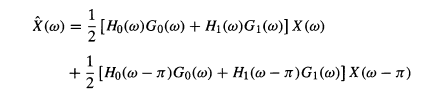 X̂(ω) = 1/2 [H₀(ω)G₀(ω) + H₁(ω)G₁(ω)] X(ω)
+ 1/2 [H₀(ω − π)G₀(ω) + H₁(ω − π)G₁(ω)] X(ω − π)